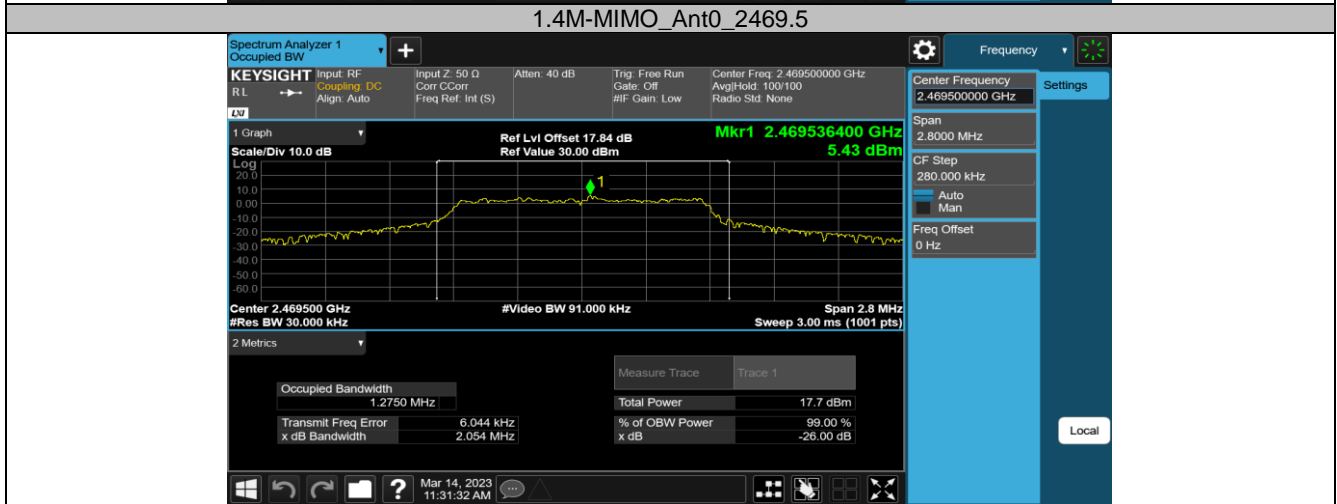 1.4M-MIMO_Ant0_2469.5
Spectrum Analyzer 1
Occupied BW
Frequency
KEYSIGHT Input: RF Input Z: 50 Ω Atten: 40 dB Trig: Free Run Center Freq: 2.469500000 GHz
RL Coupling: DC Corr CCorr Gate: Off Avg|Hold: 100/100
Align: Auto Freq Ref: Int (S) #IF Gain: Low Radio Std: None
LXI
Center Frequency
2.469500000 GHz
Settings
Span
2.8000 MHz
CF Step
280.000 kHz
Auto
Man
Freq Offset
0 Hz
1 Graph Ref Lvl Offset 17.84 dB Mkr1 2.469536400 GHz
Scale/Div 10.0 dB Ref Value 30.00 dBm 5.43 dBm
Log
20.0
10.0
0.00
-10.0
-20.0
-30.0
-40.0
-50.0
-60.0
1
Center 2.469500 GHz #Video BW 91.000 kHz Span 2.8 MHz
#Res BW 30.000 kHz Sweep 3.00 ms (1001 pts)
2 Metrics
Measure Trace Trace 1
Occupied Bandwidth
1.2750 MHz Total Power 17.7 dBm
Transmit Freq Error 6.044 kHz % of OBW Power 99.00 %
x dB Bandwidth 2.054 MHz x dB -26.00 dB
Local
? Mar 14, 2023
11:31:32 AM